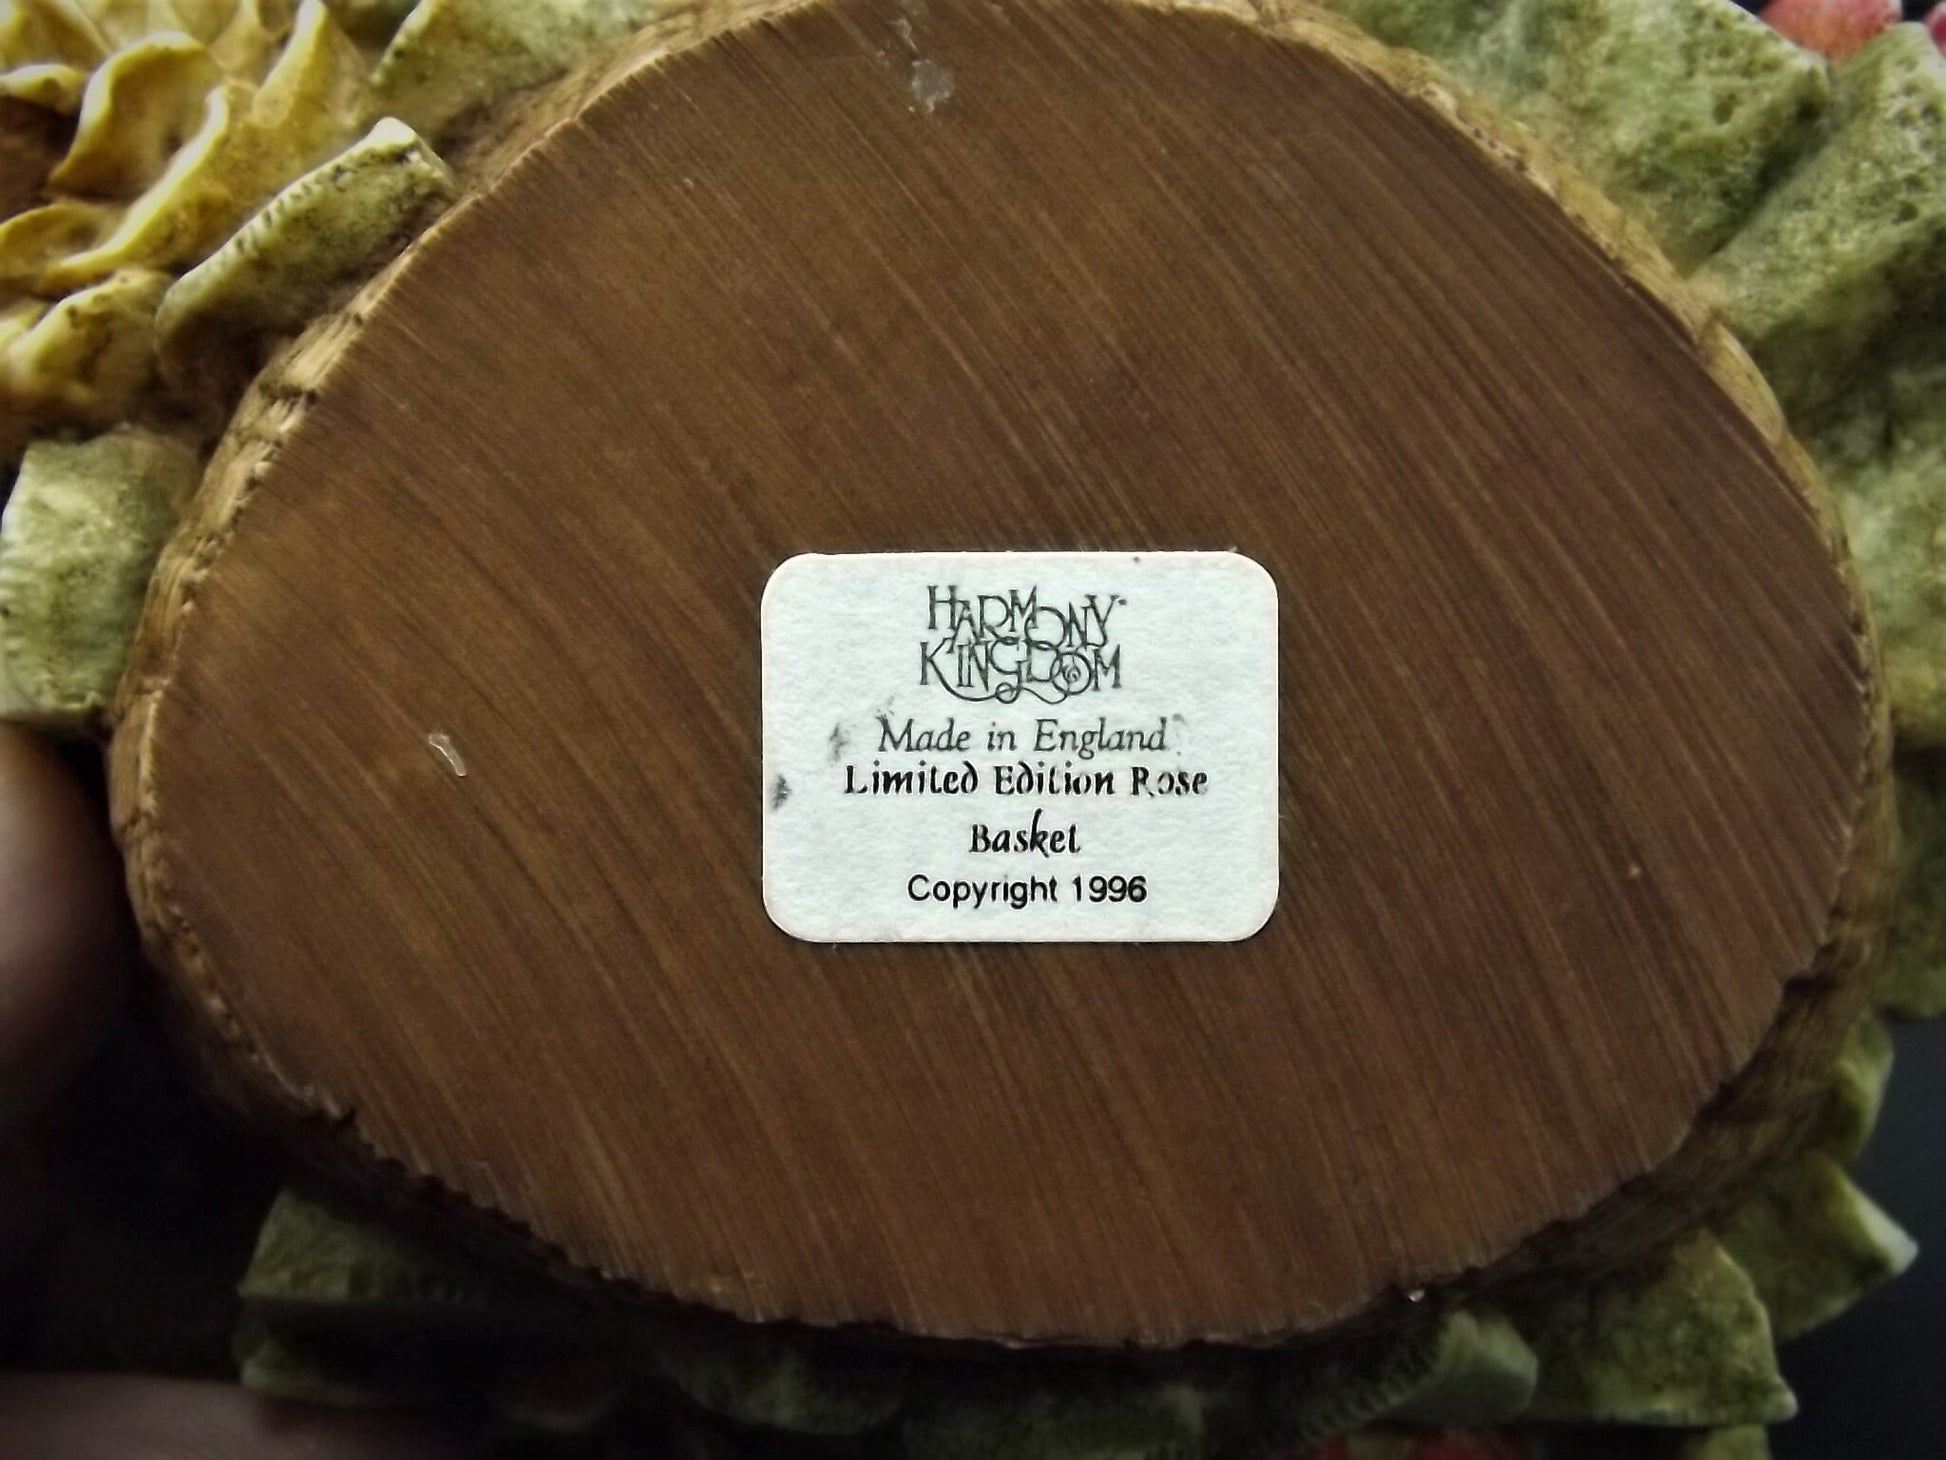 HARMONY
KINGDOM
Made in England
Limited Edition Rose
Basket
Copyright 1996